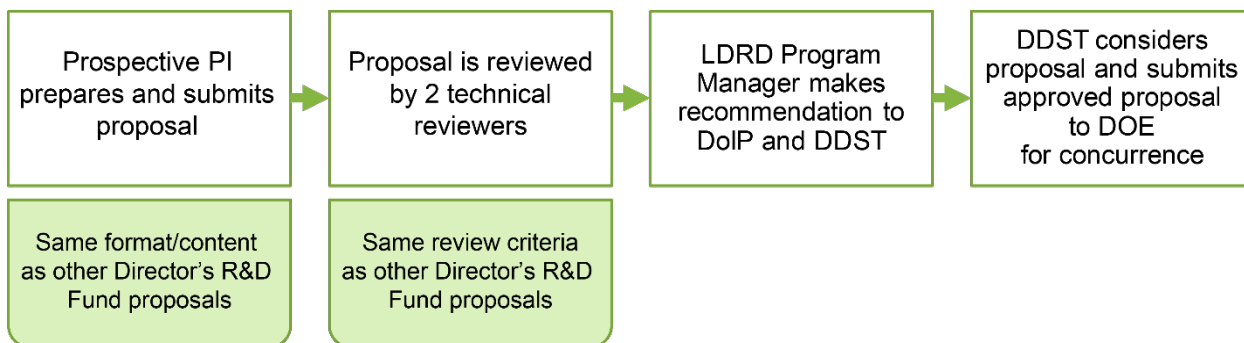 Prospective PI
prepares and submits
proposal
Proposal is reviewed
by 2 technical
reviewers
LDRD Program
Manager makes
recommendation to
DoIP and DDST
DDST considers
proposal and submits
approved proposal
to DOE
for concurrence
Same format/content
as other Director’s R&D
Fund proposals
Same review criteria
as other Director’s R&D
Fund proposals